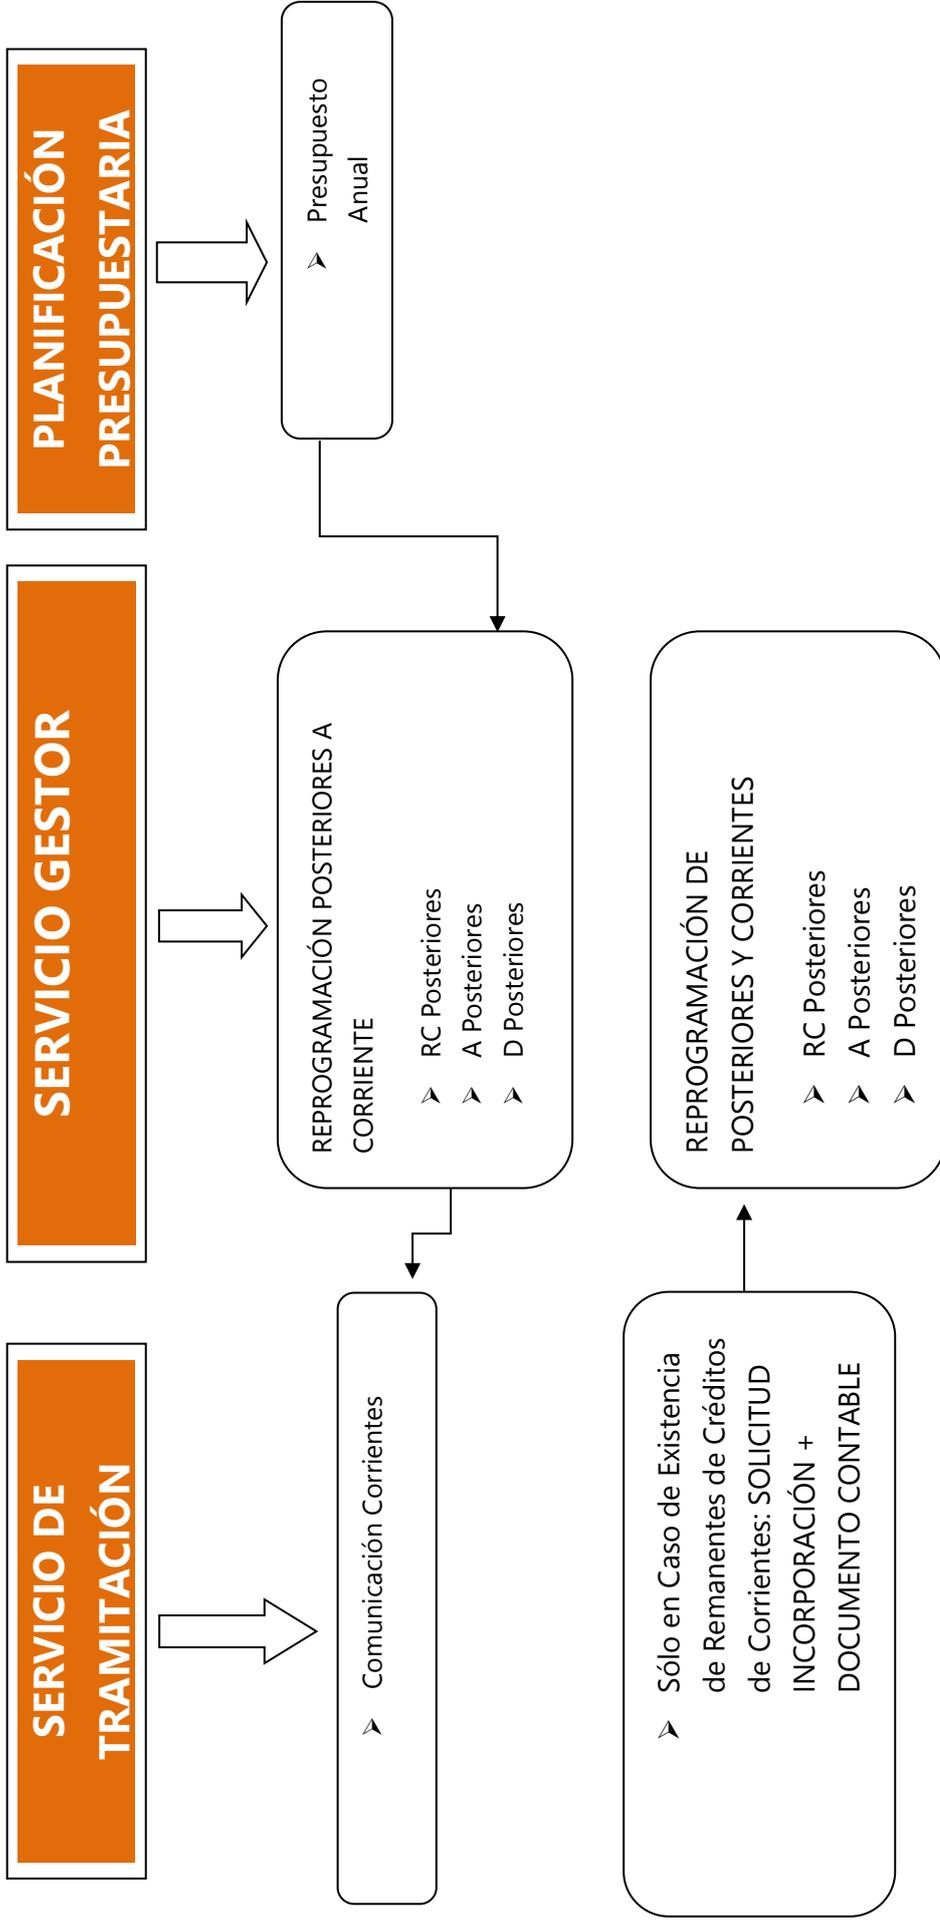 SERVICIO DE
TRAMITACIÓN
SERVICIO GESTOR
PLANIFICACIÓN
PRESUPUESTARIA
➢ Comunicación Corrientes
REPROGRAMACIÓN POSTERIORES A
CORRIENTE
➢ RC Posteriores
➢ A Posteriores
➢ D Posteriores
➢ Presupuesto
Anual
➢ Sólo en Caso de Existencia
de Remanentes de Créditos
de Corrientes: SOLICITUD
INCORPORACIÓN +
DOCUMENTO CONTABLE
REPROGRAMACIÓN DE
POSTERIORES Y CORRIENTES
➢ RC Posteriores
➢ A Posteriores
➢ D Posteriores